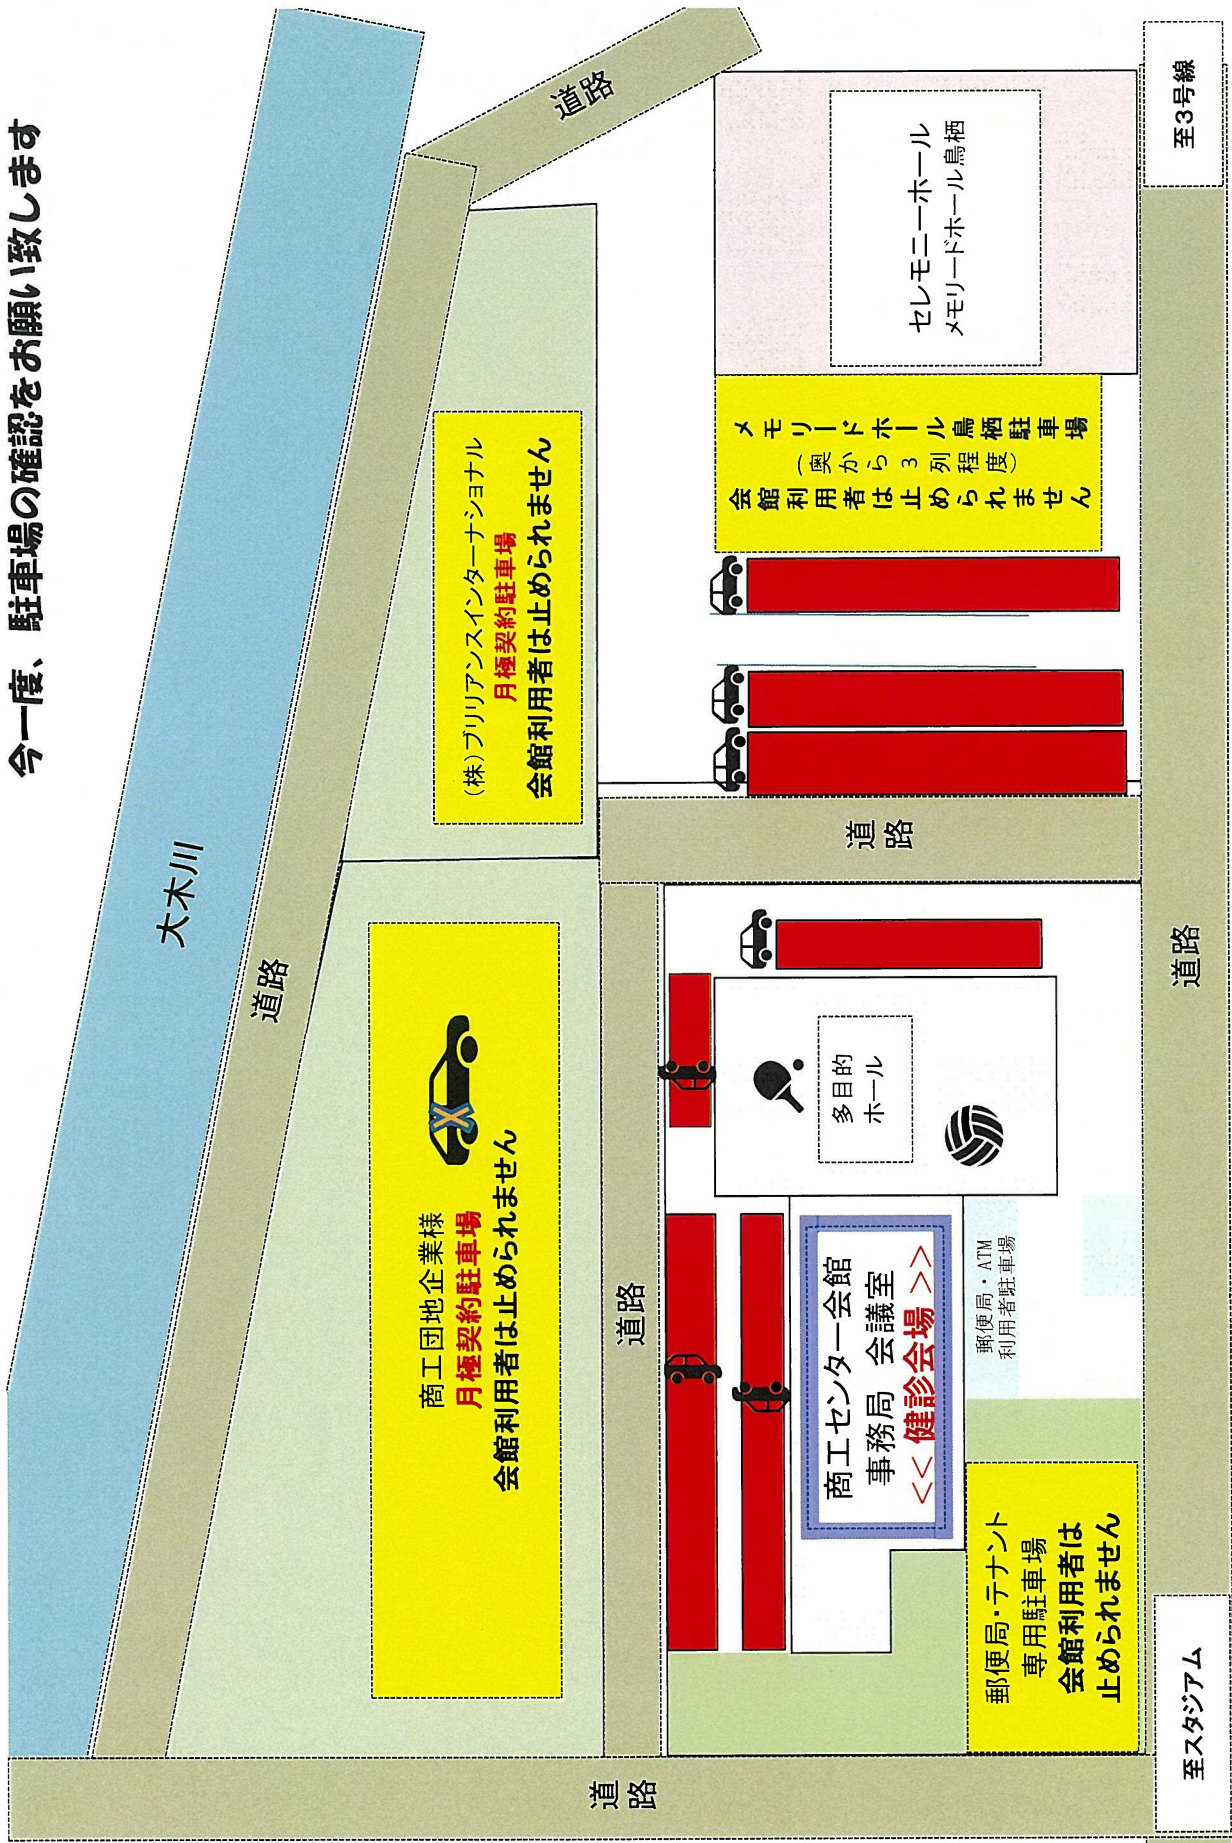 今一度、駐車場の確認をお願い致します
大木川
道路
道路
商工団地企業様
月極契約駐車場
会館利用者は止められません
(株)ブリリアンスインターナショナル
月極契約駐車場
会館利用者は止められません
道路
道路
道路
メモリードホール鳥栖駐車場
(奥から3列程度)
会館利用者は止められません
セレモニーホール
メモリードホール鳥栖
多目的
ホール
商工センター会館
事務局 会議室
<< 健診会場 >>
郵便局・ATM
利用者駐車場
郵便局・テナント
専用駐車場
会館利用者は
止められません
道路
至スタジアム
至3号線